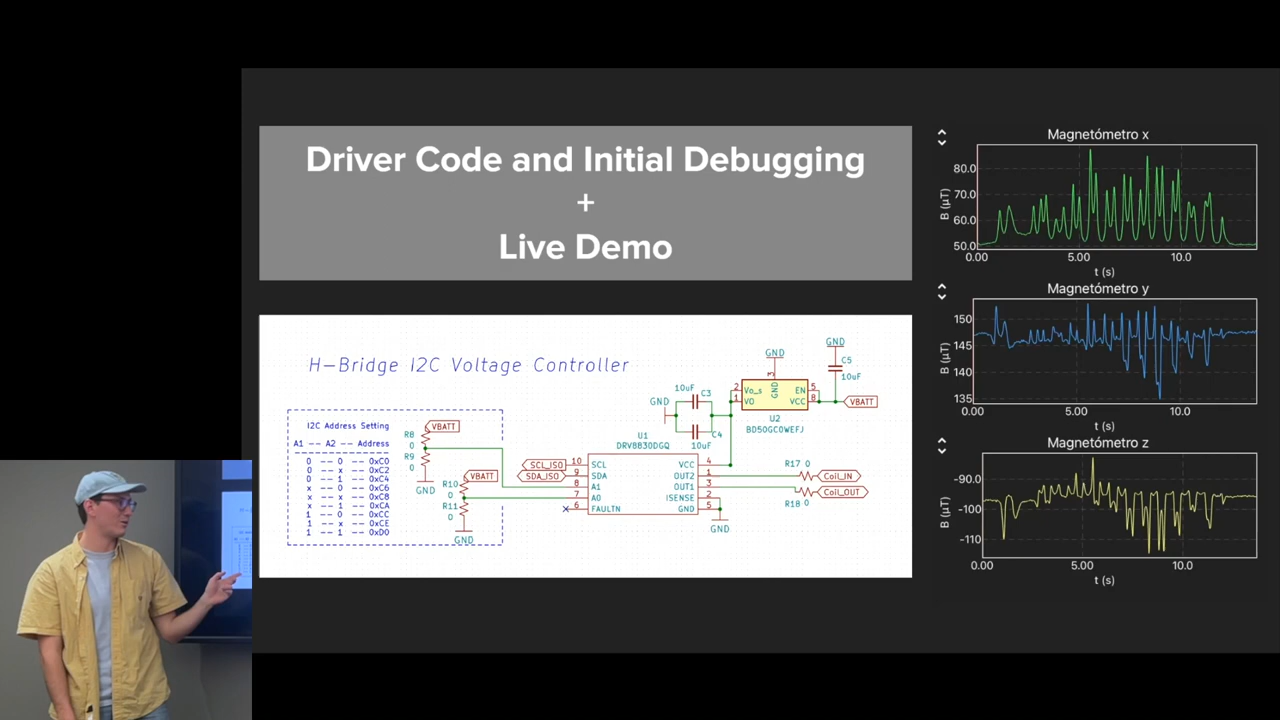 Driver Code and Initial Debugging
+
Live Demo
H-Bridge I2C Voltage Controller
I2C Address Setting
A1 -- A2 -- Address
0 -- 0 -- 0xC0
0 -- x -- 0xC2
0 -- 1 -- 0xC4
x -- 0 -- 0xC6
x -- x -- 0xC8
x -- 1 -- 0xCA
1 -- 0 -- 0xCC
1 -- x -- 0xCE
1 -- 1 -- 0xD0
VBATT
R8
0
R9
0
GND
VBATT
R10
0
R11
0
GND
SCL_ISO
SDA_ISO
10
9
8
7
6
U1
DRV8830DGQ
SCL
SDA
A1
A0
FAULTN
VCC
OUT2
OUT1
ISENSE
GND
4
1
3
2
5
GND
10uF
C3
C4
10uF
GND
3
2
1
Vo_s
VO
GND
EN
VCC
5
8
U2
BD50GC0WEFJ
GND
C5
10uF
VBATT
R17 0
Coil_IN
R18 0
Coil_OUT
GND
Magnetómetro x
B (µT)
80.0
70.0
60.0
50.0
0.00
5.00
10.0
t (s)
Magnetómetro y
B (µT)
150
145
140
135
0.00
5.00
10.0
t (s)
Magnetómetro z
B (µT)
-90.0
-100
-110
0.00
5.00
10.0
t (s)